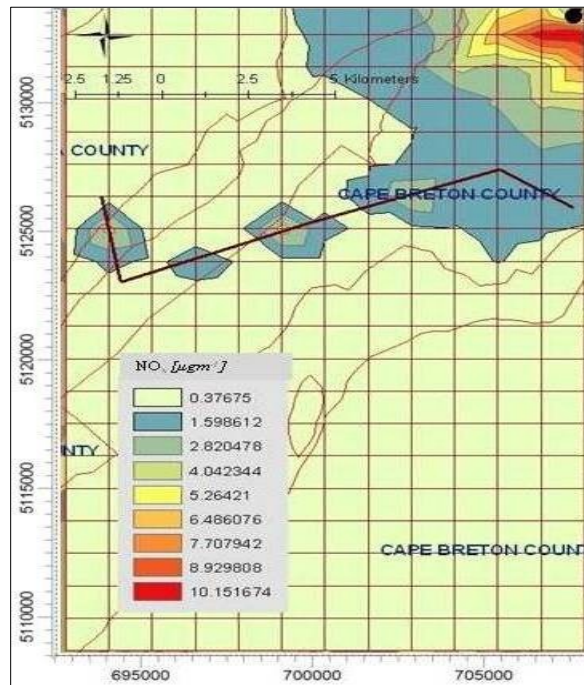 2.5 1.25 0 2.5 5 Kilometers
COUNTY
CAPE BRETON COUNTY
NO [µgm
0.37675
1.598612
2.820478
4.042344
5.26421
6.486076
7.707942
8.929808
10.151674
NTY
CAPE BRETON COUNT
5130000
5125000
5120000
5115000
5110000
695000 700000 705000